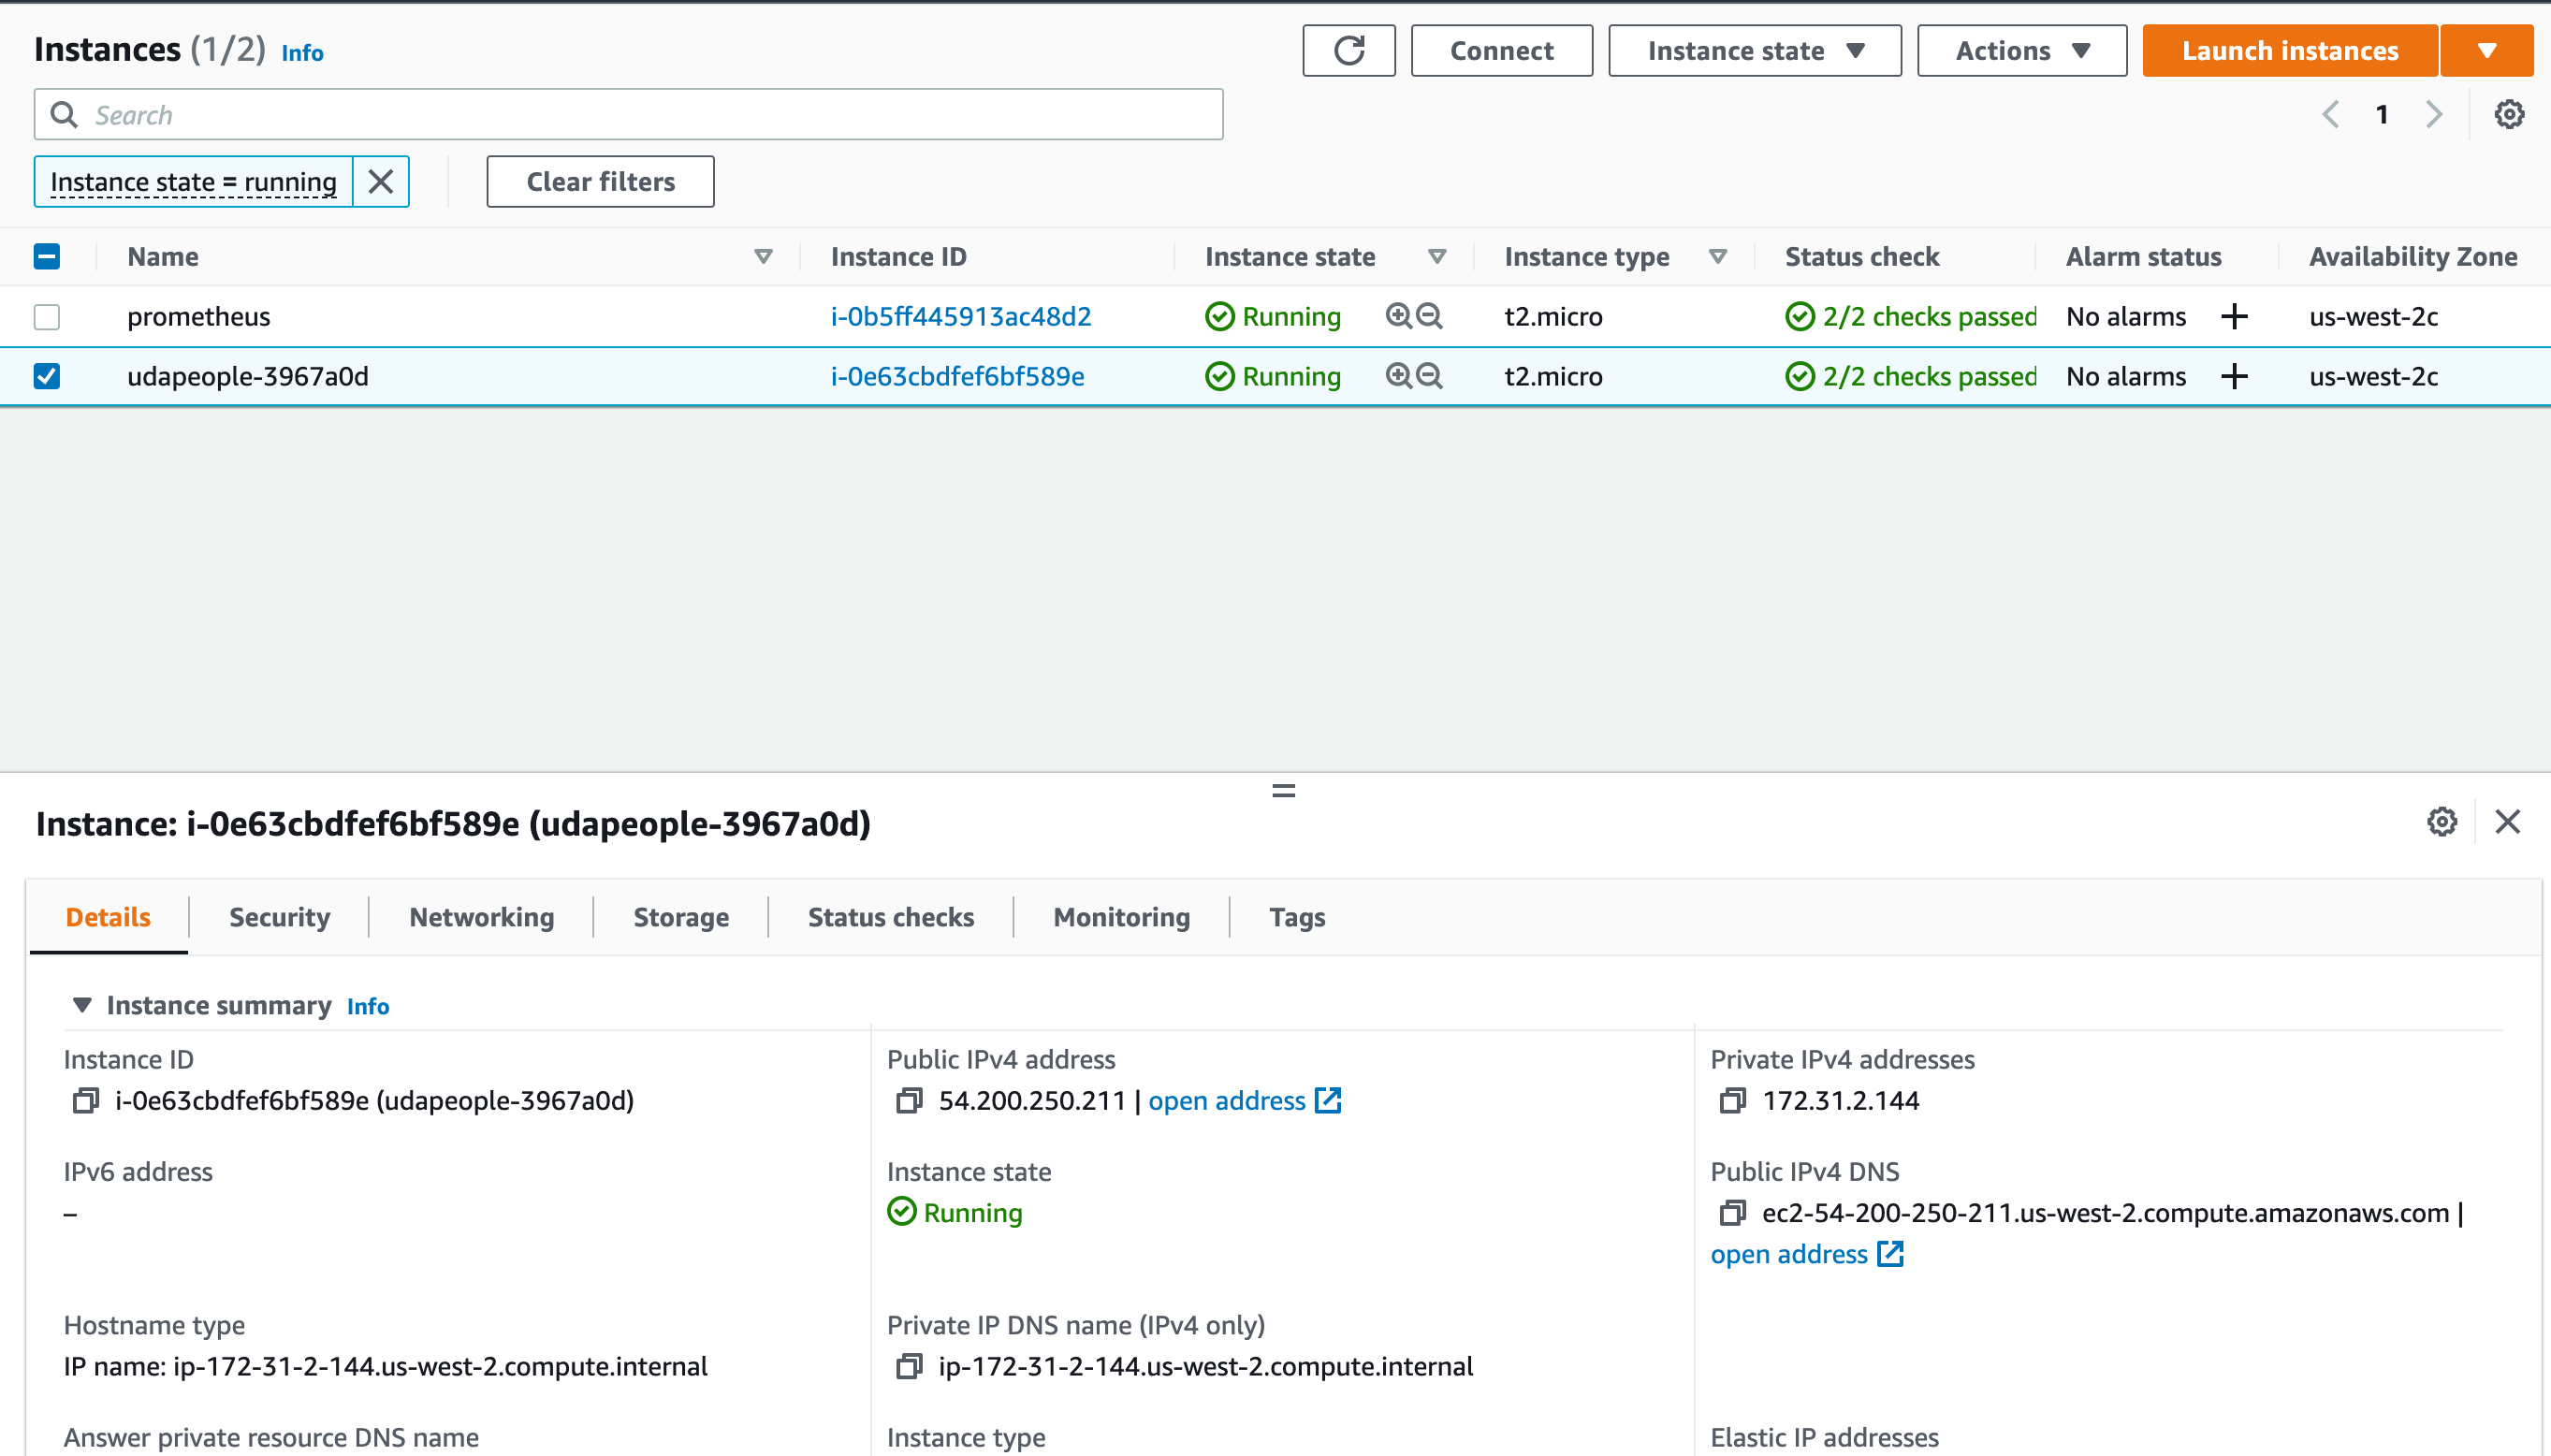 Instances (1/2) Info
Connect
Instance state
Actions
Launch instances
Search
1
Instance state = running
Clear filters
Name Instance ID Instance state Instance type Status check Alarm status Availability Zone
prometheus i-0b5ff445913ac48d2 Running t2.micro 2/2 checks passed No alarms + us-west-2c
udapeople-3967a0d i-0e63cbdfef6bf589e Running t2.micro 2/2 checks passed No alarms + us-west-2c
Instance: i-0e63cbdfef6bf589e (udapeople-3967a0d)
Details Security Networking Storage Status checks Monitoring Tags
Instance summary Info
Instance ID
i-0e63cbdfef6bf589e (udapeople-3967a0d)
Public IPv4 address
54.200.250.211 | open address
Private IPv4 addresses
172.31.2.144
IPv6 address
–
Instance state
Running
Public IPv4 DNS
ec2-54-200-250-211.us-west-2.compute.amazonaws.com |
open address
Hostname type
IP name: ip-172-31-2-144.us-west-2.compute.internal
Private IP DNS name (IPv4 only)
ip-172-31-2-144.us-west-2.compute.internal
Answer private resource DNS name
Instance type
Elastic IP addresses